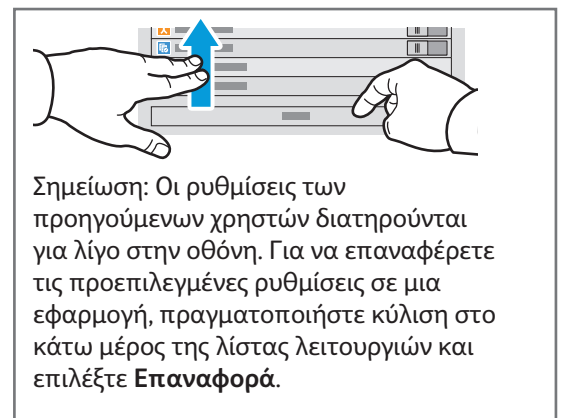 Σημείωση: Οι ρυθμίσεις των
προηγούμενων χρηστών διατηρούνται
για λίγο στην οθόνη. Για να επαναφέρετε
τις προεπιλεγμένες ρυθμίσεις σε μια
εφαρμογή, πραγματοποιήστε κύλιση στο
κάτω μέρος της λίστας λειτουργιών και
επιλέξτε Επαναφορά.